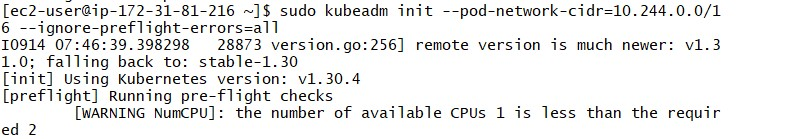 [ec2-user@ip-172-31-81-216 ~]$ sudo kubeadm init --pod-network-cidr=10.244.0.0/1
6 --ignore-preflight-errors=all
I0914 07:46:39.398298   28873 version.go:256] remote version is much newer: v1.3
1.0; falling back to: stable-1.30
[init] Using Kubernetes version: v1.30.4
[preflight] Running pre-flight checks
        [WARNING NumCPU]: the number of available CPUs 1 is less than the requir
ed 2